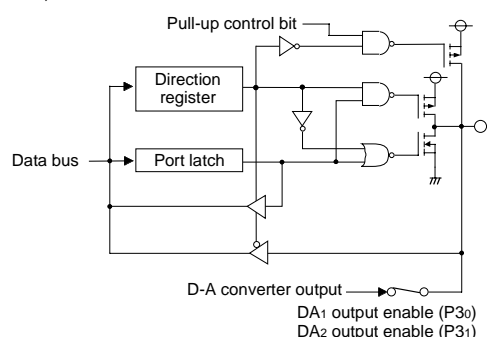 Pull-up control bit
Direction
register
Data bus
Port latch
D-A converter output
DA1 output enable (P30)
DA2 output enable (P31)